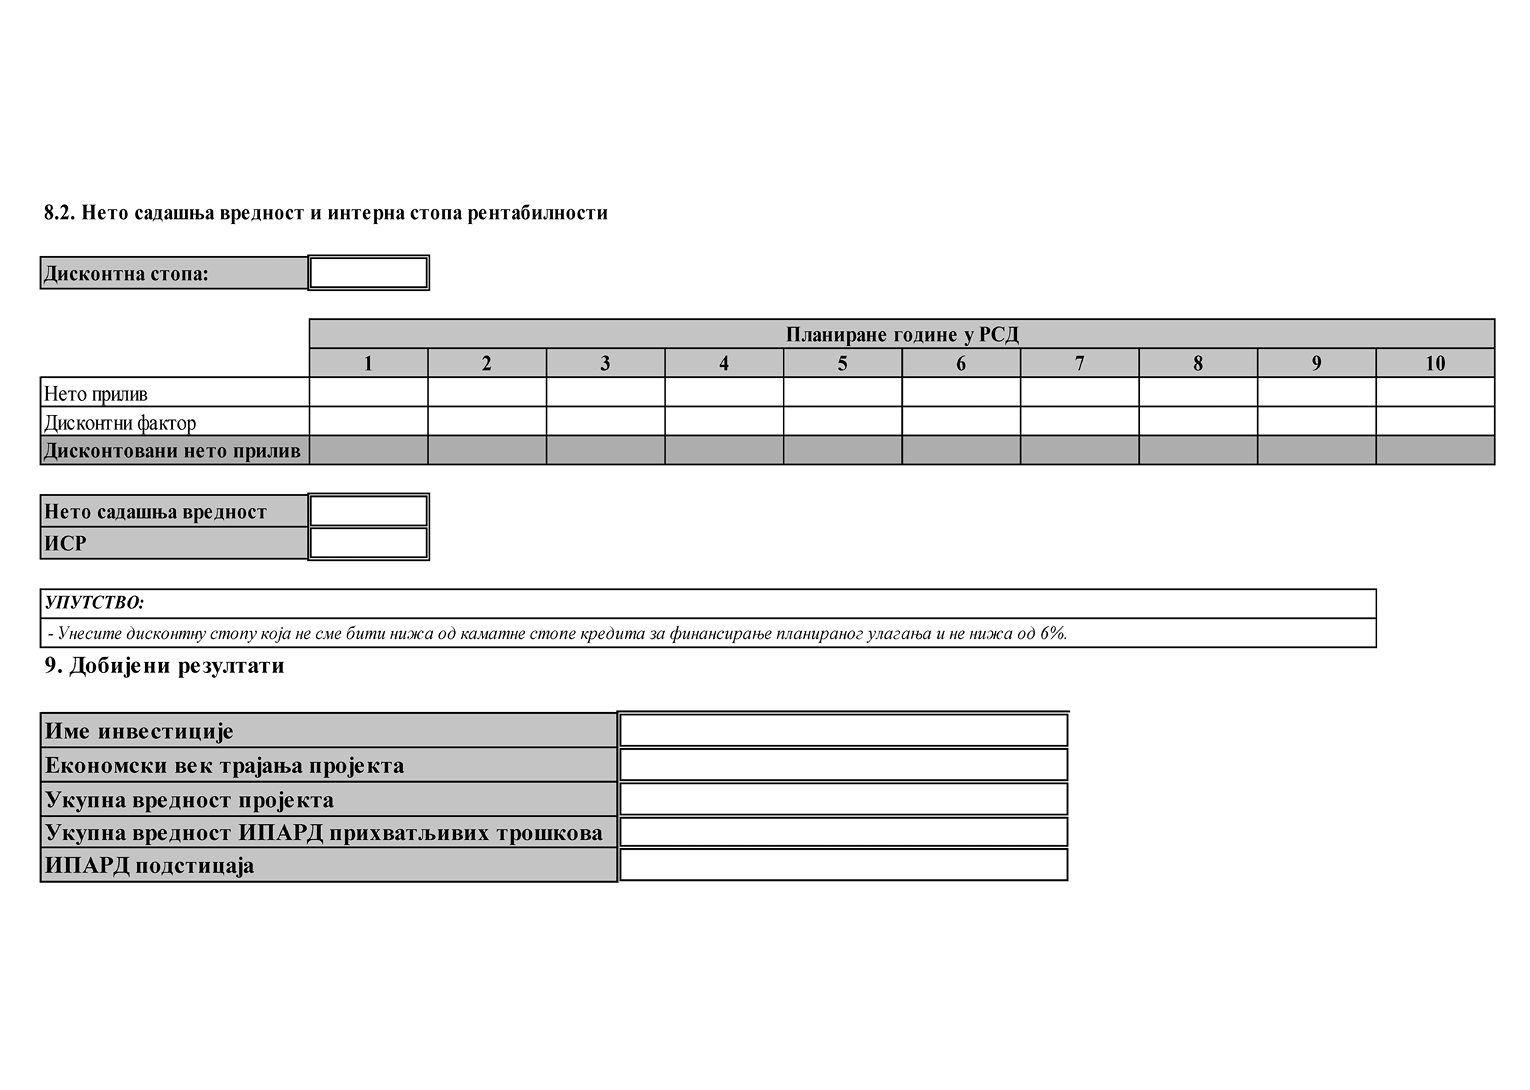 8.2. Нето садашња вредност и интерна стопа рентабилности
Дисконтна стопа:
Планиране године у РСД
1 2 3 4 5 6 7 8 9 10
Нето прилив
Дисконтни фактор
Дисконтовани нето прилив
Нето садашња вредност
ИСР
УПУТСТВО:
- Унесите дисконтну стопу која не сме бити нижа од каматне стопе кредита за финансирање планираног улагања и не нижа од 6%.
9. Добијени резултати
Име инвестиције
Економски век трајања пројекта
Укупна вредност пројекта
Укупна вредност ИПАРД прихватљивих трошкова
ИПАРД подстицаја